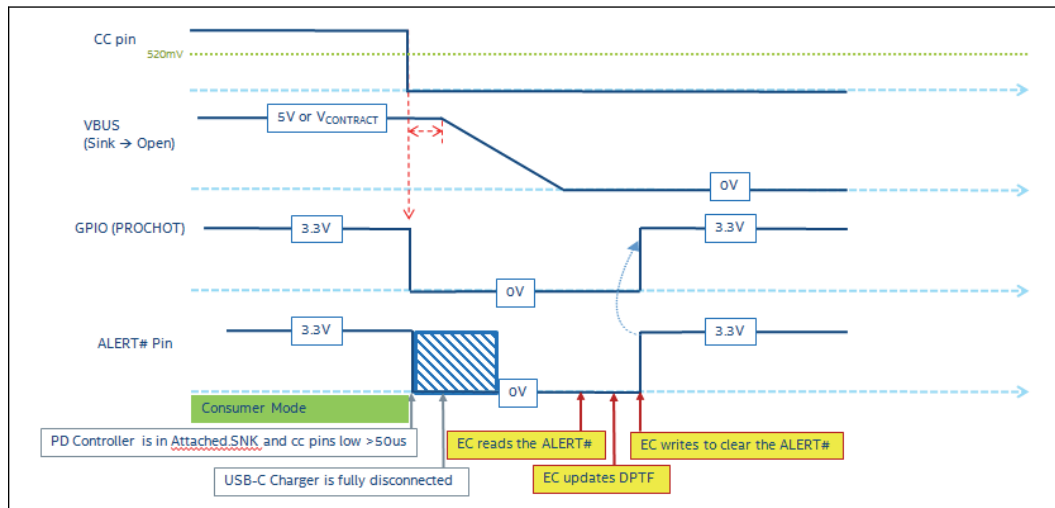 CC pin
520mV
5V or VCONTRACT
VBUS
(Sink → Open)
0V
GPIO (PROCHOT)
3.3V
3.3V
0V
3.3V
3.3V
ALERT# Pin
0V
Consumer Mode
PD Controller is in Attached.SNK and cc pins low >50us
EC reads the ALERT#
EC writes to clear the ALERT#
USB-C Charger is fully disconnected
EC updates DPTF